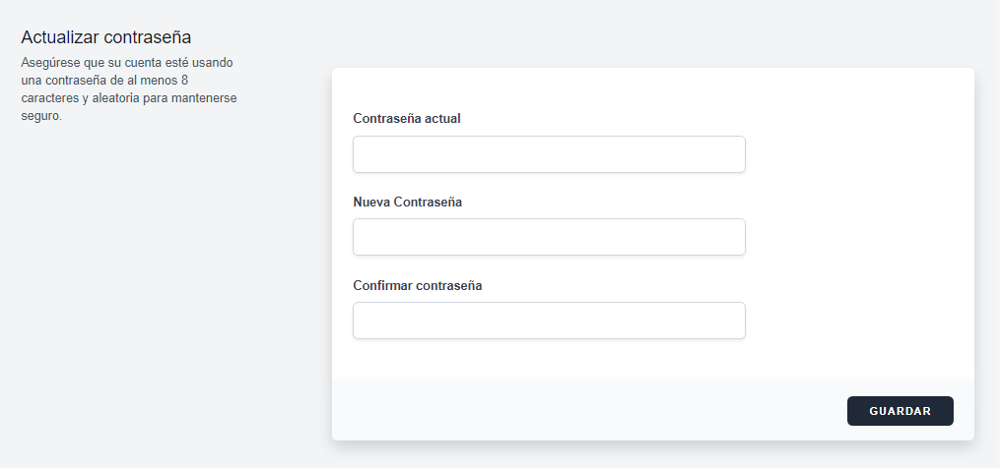 Actualizar contraseña
Asegúrese que su cuenta esté usando
una contraseña de al menos 8
caracteres y aleatoria para mantenerse
seguro.
Contraseña actual
Nueva Contraseña
Confirmar contraseña
GUARDAR